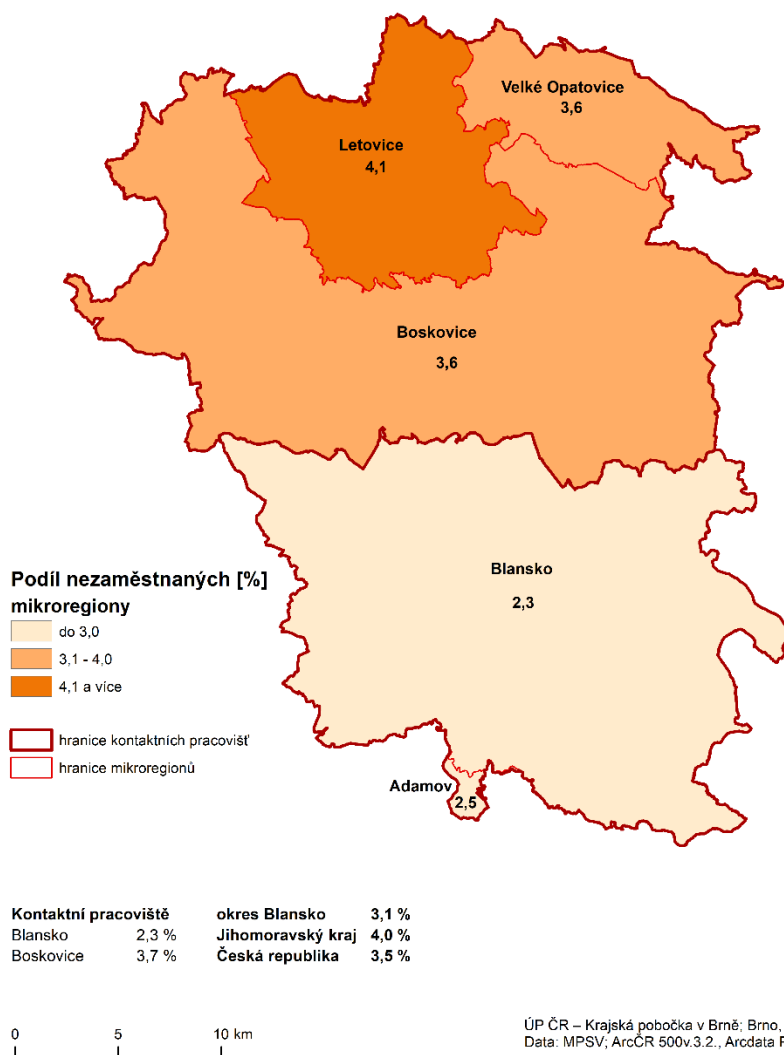 Velké Opatovice
3,6
Letovice
4,1
Boskovice
3,6
Blansko
2,3
Podíl nezaměstnaných [%]
mikroregiony
do 3,0
3,1 - 4,0
4,1 a více
hranice kontaktních pracovišť
hranice mikroregionů
Adamov
2,5
Kontaktní pracoviště okres Blansko 3,1 %
Blansko 2,3 % Jihomoravský kraj 4,0 %
Boskovice 3,7 % Česká republika 3,5 %
0 5 10 km
ÚP ČR – Krajská pobočka v Brně; Brno,
Data: MPSV; ArcČR 500v.3.2., Arcdata